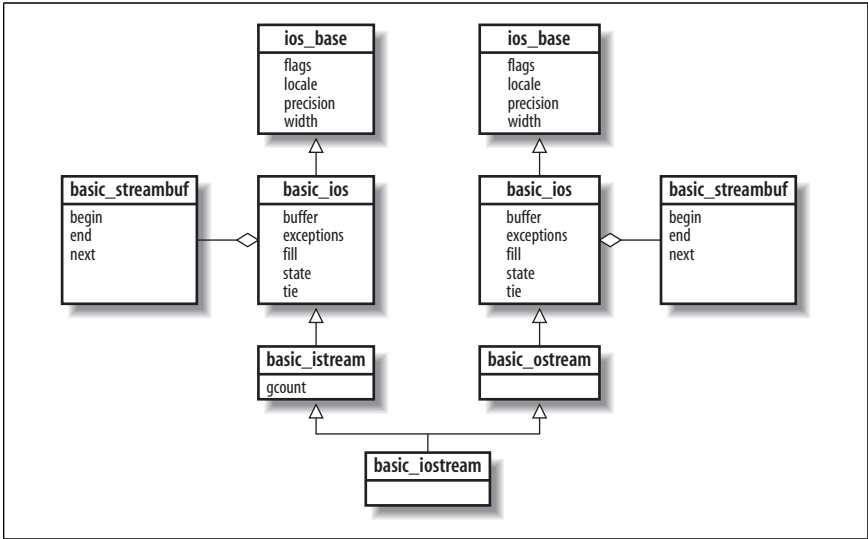 ios_base
flags
locale
precision
width
ios_base
flags
locale
precision
width
basic_streambuf
begin
end
next
basic_ios
buffer
exceptions
fill
state
tie
basic_ios
buffer
exceptions
fill
state
tie
basic_streambuf
begin
end
next
basic_istream
gcount
basic_ostream
basic_iostream